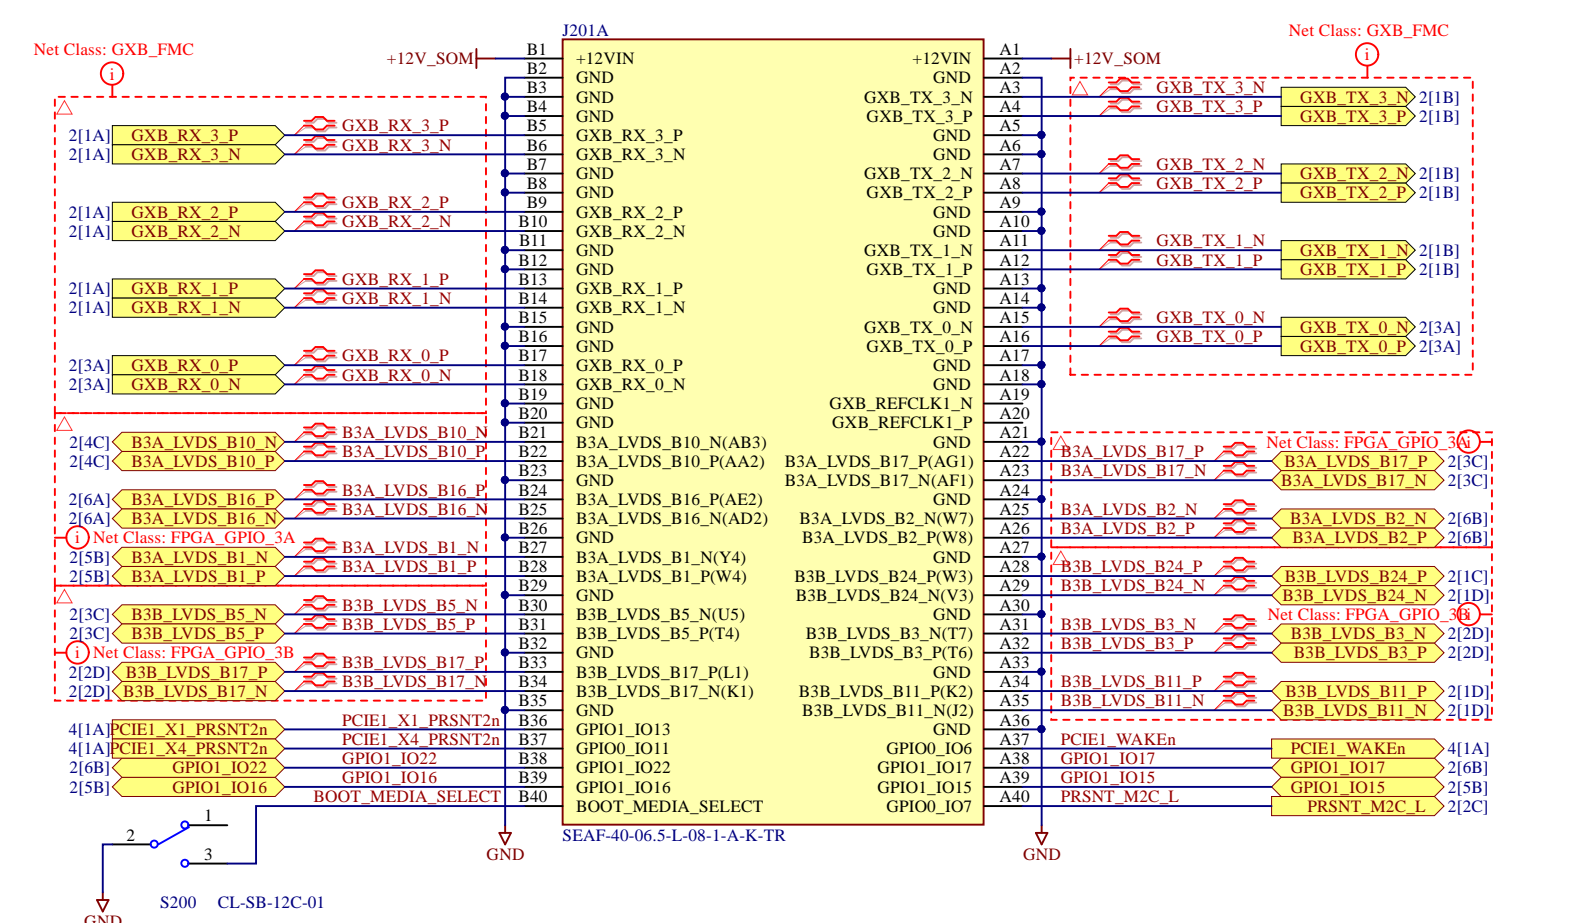 J201A
Net Class: GXB_FMC
Net Class: GXB_FMC
+12V_SOM B1 +12VIN +12VIN A1 +12V_SOM
B2 GND GND A2
B3 GND GXB_TX_3_N A3 GXB_TX_3_N GXB_TX_3_N 2[1B]
B4 GND GXB_TX_3_P A4 GXB_TX_3_P GXB_TX_3_P 2[1B]
2[1A] GXB_RX_3_P GXB_RX_3_P B5 GXB_RX_3_P GND A5
2[1A] GXB_RX_3_N GXB_RX_3_N B6 GXB_RX_3_N GND A6
B7 GND GXB_TX_2_N A7 GXB_TX_2_N GXB_TX_2_N 2[1B]
B8 GND GXB_TX_2_P A8 GXB_TX_2_P GXB_TX_2_P 2[1B]
2[1A] GXB_RX_2_P GXB_RX_2_P B9 GXB_RX_2_P GND A9
2[1A] GXB_RX_2_N GXB_RX_2_N B10 GXB_RX_2_N GND A10
B11 GND GXB_TX_1_N A11 GXB_TX_1_N GXB_TX_1_N 2[1B]
B12 GND GXB_TX_1_P A12 GXB_TX_1_P GXB_TX_1_P 2[1B]
2[1A] GXB_RX_1_P GXB_RX_1_P B13 GXB_RX_1_P GND A13
2[1A] GXB_RX_1_N GXB_RX_1_N B14 GXB_RX_1_N GND A14
B15 GND GXB_TX_0_N A15 GXB_TX_0_N GXB_TX_0_N 2[3A]
B16 GND GXB_TX_0_P A16 GXB_TX_0_P GXB_TX_0_P 2[3A]
2[3A] GXB_RX_0_P GXB_RX_0_P B17 GXB_RX_0_P GND A17
2[3A] GXB_RX_0_N GXB_RX_0_N B18 GXB_RX_0_N GND A18
B19 GND GXB_REFCLK1_N A19
B20 GND GXB_REFCLK1_P A20
2[4C] B3A_LVDS_B10_N B3A_LVDS_B10_N B21 B3A_LVDS_B10_N(AB3) GND A21 Net Class: FPGA_GPIO_3A
2[4C] B3A_LVDS_B10_P B3A_LVDS_B10_P B22 B3A_LVDS_B10_P(AA2) B3A_LVDS_B17_P(AG1) A22 B3A_LVDS_B17_P B3A_LVDS_B17_P 2[3C]
B23 GND B3A_LVDS_B17_N(AF1) A23 B3A_LVDS_B17_N B3A_LVDS_B17_N 2[3C]
2[6A] B3A_LVDS_B16_P B3A_LVDS_B16_P B24 B3A_LVDS_B16_P(AE2) GND A24
2[6A] B3A_LVDS_B16_N B3A_LVDS_B16_N B25 B3A_LVDS_B16_N(AD2) B3A_LVDS_B2_N(W7) A25 B3A_LVDS_B2_N B3A_LVDS_B2_N 2[6B]
Net Class: FPGA_GPIO_3A B26 GND B3A_LVDS_B2_P(W8) A26 B3A_LVDS_B2_P B3A_LVDS_B2_P 2[6B]
2[5B] B3A_LVDS_B1_N B3A_LVDS_B1_N B27 B3A_LVDS_B1_N(Y4) GND A27
2[5B] B3A_LVDS_B1_P B3A_LVDS_B1_P B28 B3A_LVDS_B1_P(W4) B3B_LVDS_B24_P(W3) A28 B3B_LVDS_B24_P B3B_LVDS_B24_P 2[1C]
B29 GND B3B_LVDS_B24_N(V3) A29 B3B_LVDS_B24_N B3B_LVDS_B24_N 2[1D]
2[3C] B3B_LVDS_B5_N B3B_LVDS_B5_N B30 B3B_LVDS_B5_N(U5) GND A30 Net Class: FPGA_GPIO_3B
2[3C] B3B_LVDS_B5_P B3B_LVDS_B5_P B31 B3B_LVDS_B5_P(T4) B3B_LVDS_B3_N(T7) A31 B3B_LVDS_B3_N B3B_LVDS_B3_N 2[2D]
Net Class: FPGA_GPIO_3B B32 GND B3B_LVDS_B3_P(T6) A32 B3B_LVDS_B3_P B3B_LVDS_B3_P 2[2D]
2[2D] B3B_LVDS_B17_P B3B_LVDS_B17_P B33 B3B_LVDS_B17_P(L1) GND A33
2[2D] B3B_LVDS_B17_N B3B_LVDS_B17_N B34 B3B_LVDS_B17_N(K1) B3B_LVDS_B11_P(K2) A34 B3B_LVDS_B11_P B3B_LVDS_B11_P 2[1D]
B35 GND B3B_LVDS_B11_N(J2) A35 B3B_LVDS_B11_N B3B_LVDS_B11_N 2[1D]
4[1A] PCIE1_X1_PRSNT2n PCIE1_X1_PRSNT2n B36 GPIO1_IO13 GND A36
4[1A] PCIE1_X4_PRSNT2n PCIE1_X4_PRSNT2n B37 GPIO0_IO11 GPIO0_IO6 A37 PCIE1_WAKEn PCIE1_WAKEn 4[1A]
2[6B] GPIO1_IO22 GPIO1_IO22 B38 GPIO1_IO22 GPIO1_IO17 A38 GPIO1_IO17 GPIO1_IO17 2[6B]
2[5B] GPIO1_IO16 GPIO1_IO16 B39 GPIO1_IO16 GPIO1_IO15 A39 GPIO1_IO15 GPIO1_IO15 2[5B]
BOOT_MEDIA_SELECT B40 BOOT_MEDIA_SELECT GPIO0_IO7 A40 PRSNT_M2C_L PRSNT_M2C_L 2[2C]
1
2
3
SEAF-40-06.5-L-08-1-A-K-TR
GND
GND
S200 CL-SB-12C-01
GND